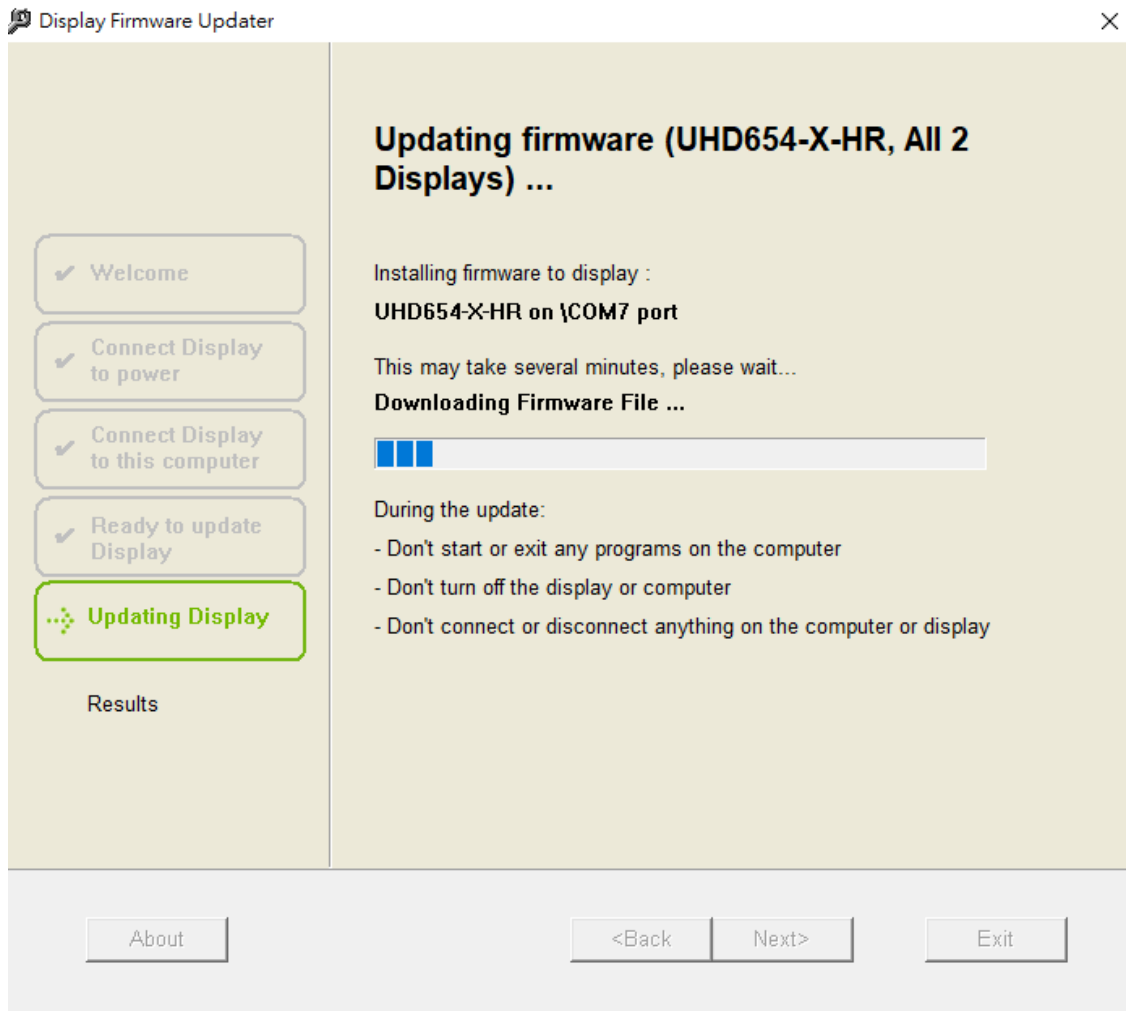 Display Firmware Updater
Updating firmware (UHD654-X-HR, All 2
Displays) ...
Welcome
Connect Display
to power
Connect Display
to this computer
Ready to update
Display
Updating Display
Results
Installing firmware to display :
UHD654-X-HR on \COM7 port
This may take several minutes, please wait...
Downloading Firmware File ...
During the update:
- Don't start or exit any programs on the computer
- Don't turn off the display or computer
- Don't connect or disconnect anything on the computer or display
About
<Back
Next>
Exit